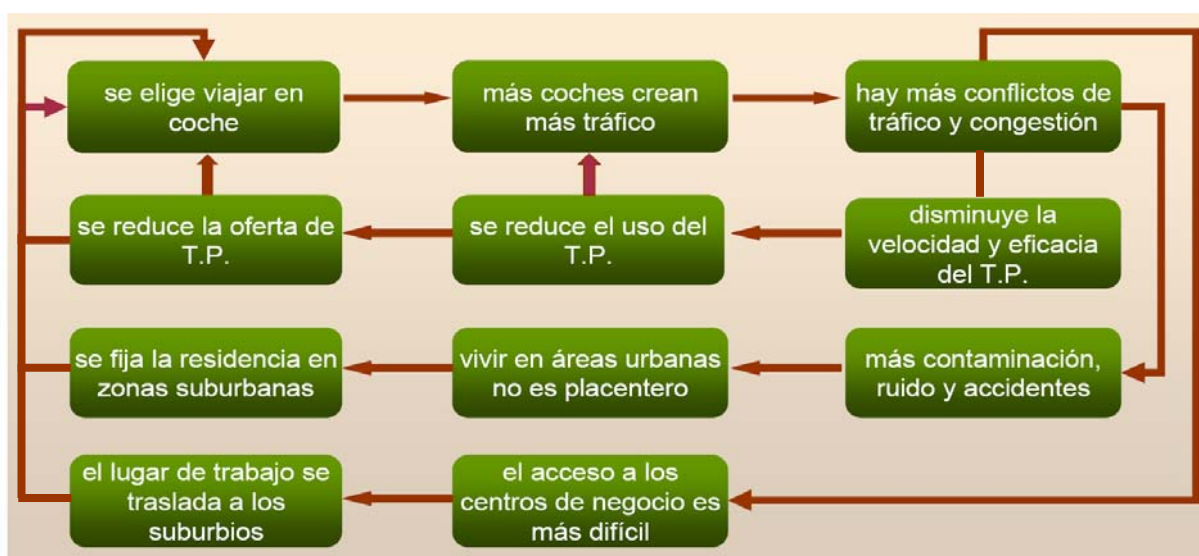 se elige viajar en
coche
más coches crean
más tráfico
hay más conflictos de
tráfico y congestión
se reduce la oferta de
T.P.
se reduce el uso del
T.P.
disminuye la
velocidad y eficacia
del T.P.
se fija la residencia en
zonas suburbanas
vivir en áreas urbanas
no es placentero
más contaminación,
ruido y accidentes
el lugar de trabajo se
traslada a los
suburbios
el acceso a los
centros de negocio es
más difícil